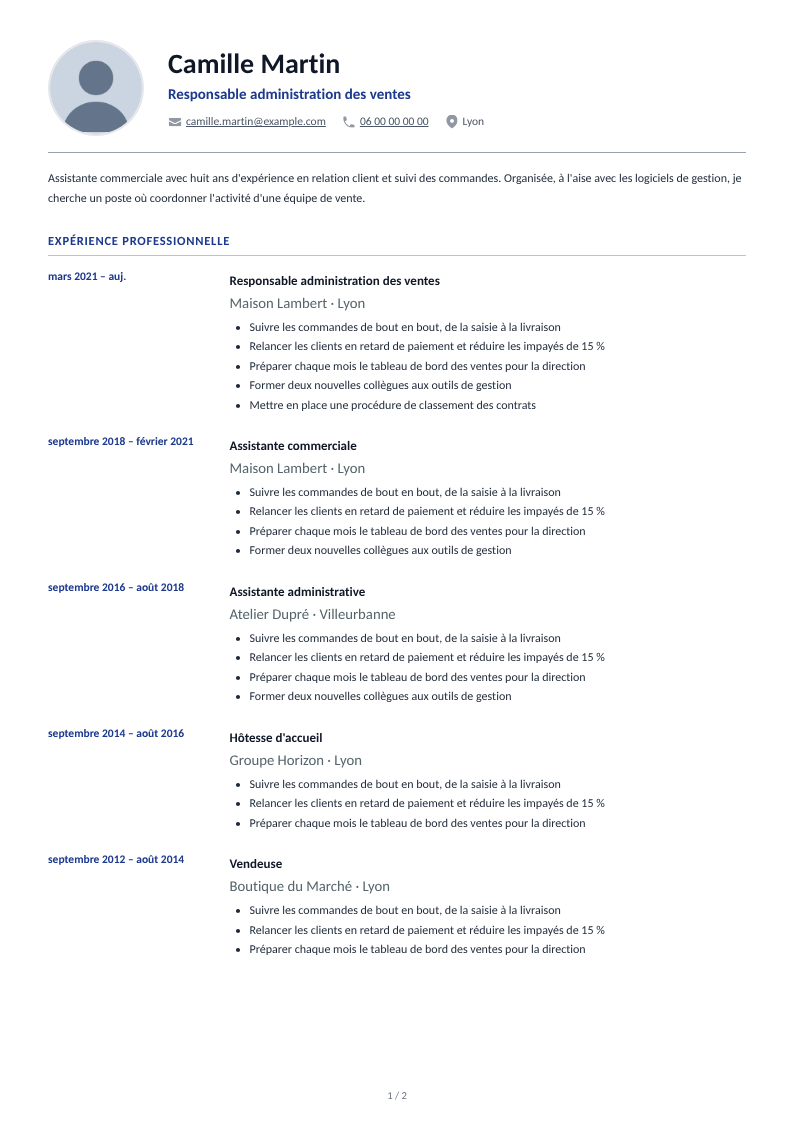 Camille Martin
Responsable administration des ventes
camille.martin@example.com 06 00 00 00 00 Lyon
Assistante commerciale avec huit ans d'expérience en relation client et suivi des commandes. Organisée, à l'aise avec les logiciels de gestion, je
cherche un poste où coordonner l'activité d'une équipe de vente.
EXPÉRIENCE PROFESSIONNELLE
mars 2021 – auj.
Responsable administration des ventes
Maison Lambert · Lyon
• Suivre les commandes de bout en bout, de la saisie à la livraison
• Relancer les clients en retard de paiement et réduire les impayés de 15 %
• Préparer chaque mois le tableau de bord des ventes pour la direction
• Former deux nouvelles collègues aux outils de gestion
• Mettre en place une procédure de classement des contrats
septembre 2018 – février 2021
Assistante commerciale
Maison Lambert · Lyon
• Suivre les commandes de bout en bout, de la saisie à la livraison
• Relancer les clients en retard de paiement et réduire les impayés de 15 %
• Préparer chaque mois le tableau de bord des ventes pour la direction
• Former deux nouvelles collègues aux outils de gestion
septembre 2016 – août 2018
Assistante administrative
Atelier Dupré · Villeurbanne
• Suivre les commandes de bout en bout, de la saisie à la livraison
• Relancer les clients en retard de paiement et réduire les impayés de 15 %
• Préparer chaque mois le tableau de bord des ventes pour la direction
• Former deux nouvelles collègues aux outils de gestion
septembre 2014 – août 2016
Hôtesse d'accueil
Groupe Horizon · Lyon
• Suivre les commandes de bout en bout, de la saisie à la livraison
• Relancer les clients en retard de paiement et réduire les impayés de 15 %
• Préparer chaque mois le tableau de bord des ventes pour la direction
septembre 2012 – août 2014
Vendeuse
Boutique du Marché · Lyon
• Suivre les commandes de bout en bout, de la saisie à la livraison
• Relancer les clients en retard de paiement et réduire les impayés de 15 %
• Préparer chaque mois le tableau de bord des ventes pour la direction
1 / 2